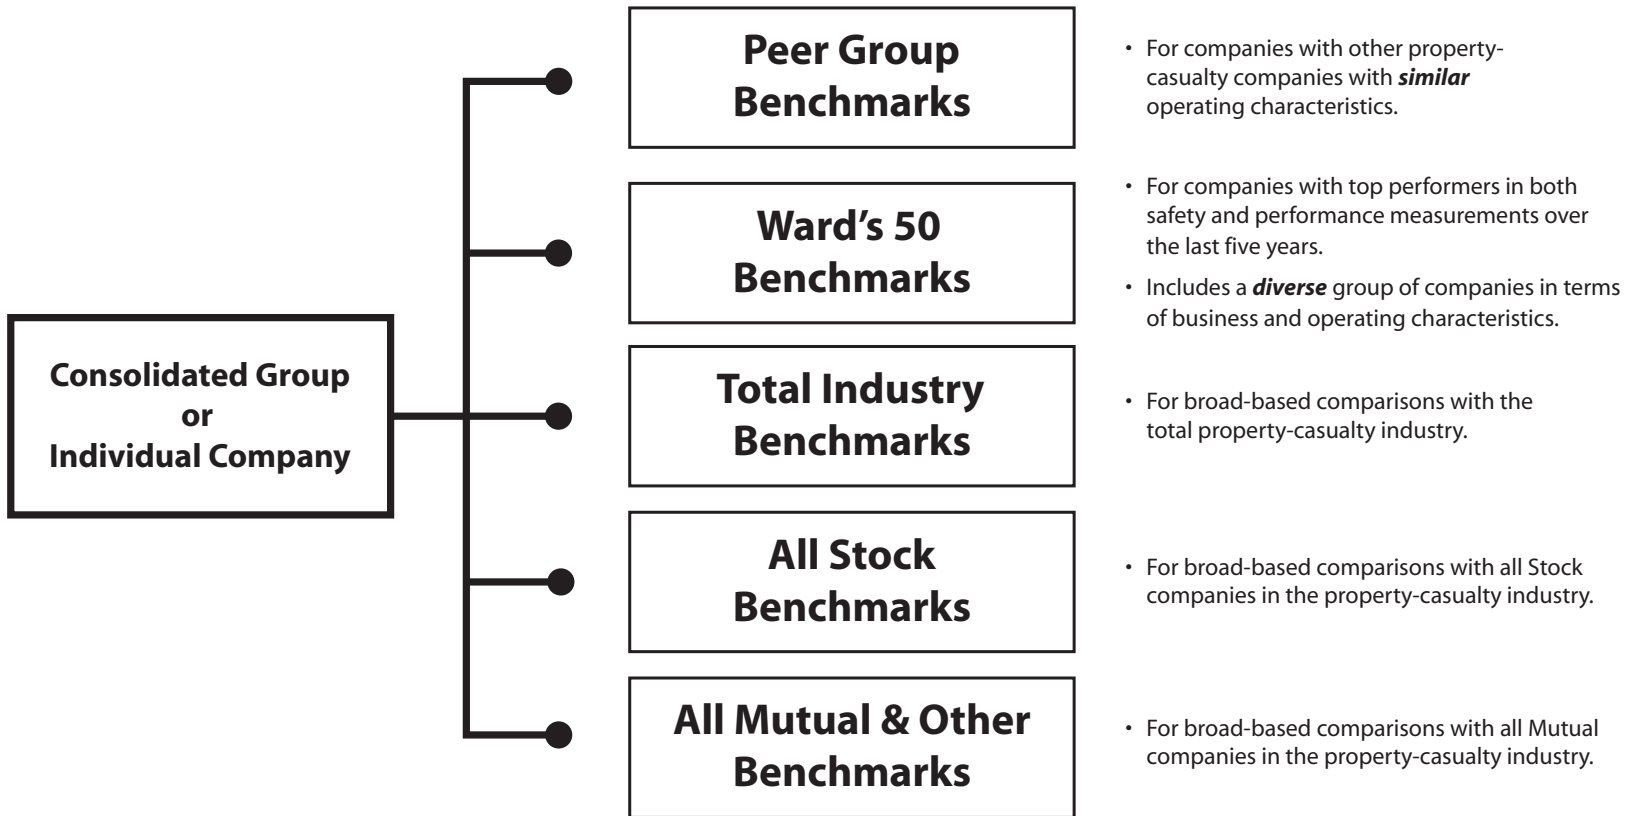 Consolidated Group
or
Individual Company
Peer Group
Benchmarks
• For companies with other property-
casualty companies with similar
operating characteristics.
Ward's 50
Benchmarks
• For companies with top performers in both
safety and performance measurements over
the last five years.
• Includes a diverse group of companies in terms
of business and operating characteristics.
Total Industry
Benchmarks
• For broad-based comparisons with the
total property-casualty industry.
All Stock
Benchmarks
• For broad-based comparisons with all Stock
companies in the property-casualty industry.
All Mutual & Other
Benchmarks
• For broad-based comparisons with all Mutual
companies in the property-casualty industry.